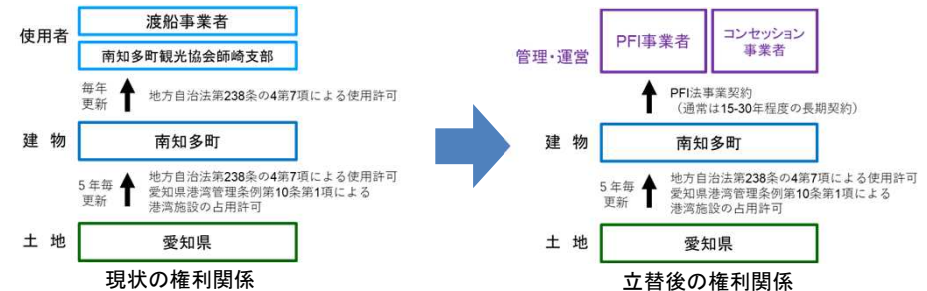 使用者
渡船事業者
南知多町観光協会師崎支部
毎年
更新
地方自治法第238条の4第7項による使用許可
建 物
南知多町
5年毎
更新
地方自治法第238条の4第7項による使用許可
愛知県港湾管理条例第10条第1項による
港湾施設の占用許可
土 地
愛知県
現状の権利関係
管理・運営
PFI事業者
コンセッション
事業者
PFI法事業契約
（通常は15-30年程度の長期契約）
建 物
南知多町
5年毎
更新
地方自治法第238条の4第7項による使用許可
愛知県港湾管理条例第10条第1項による
港湾施設の占用許可
土 地
愛知県
立替後の権利関係